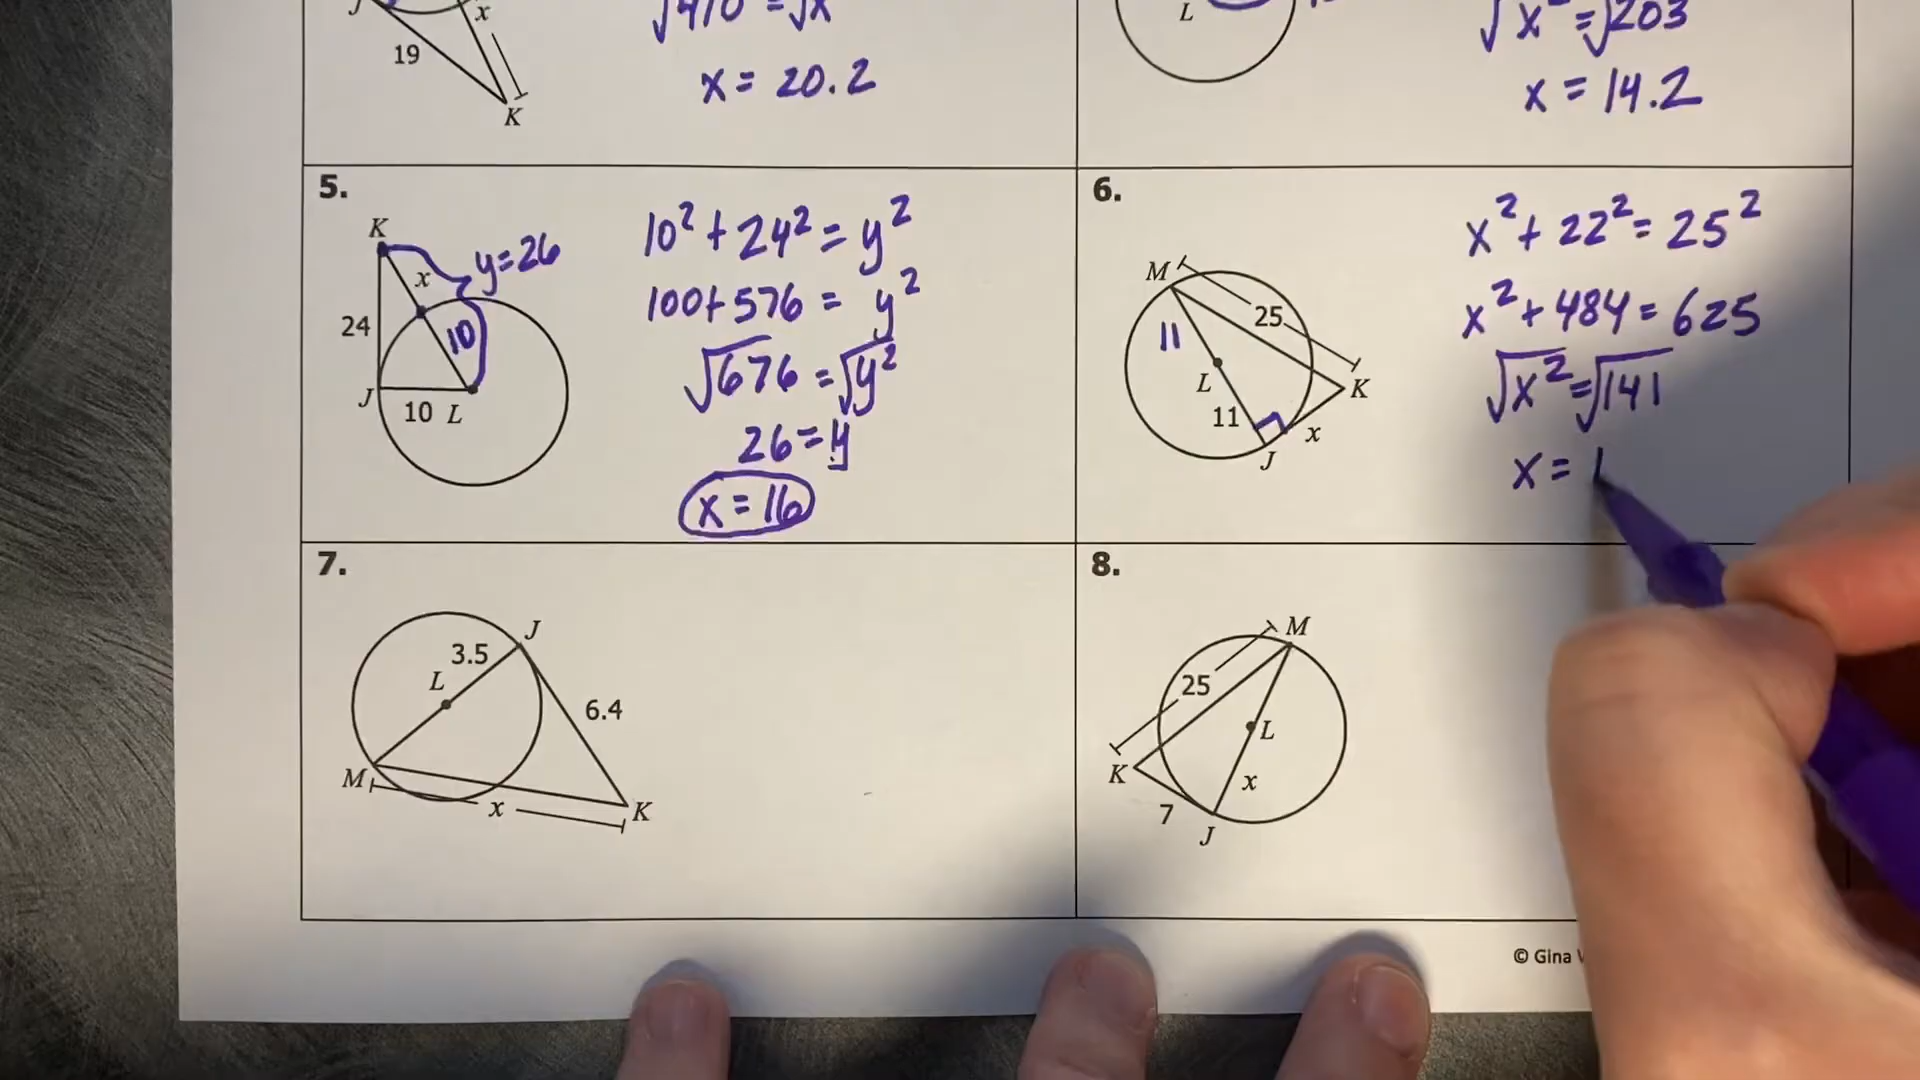 x
19
K
x = 20.2
L
√x = √203
x = 14.2
5.
K
x
y=26
24
10
J
10 L
10² + 24² = y²
100 + 576 = y²
√676 = √y²
26 = y
x = 16
6.
M
25
11
L
11
K
x
J
x² + 22² = 25²
x² + 484 = 625
√x² = √141
x = 1
7.
J
3.5
L
6.4
M
x
K
8.
M
25
L
K
x
7
J
© Gina